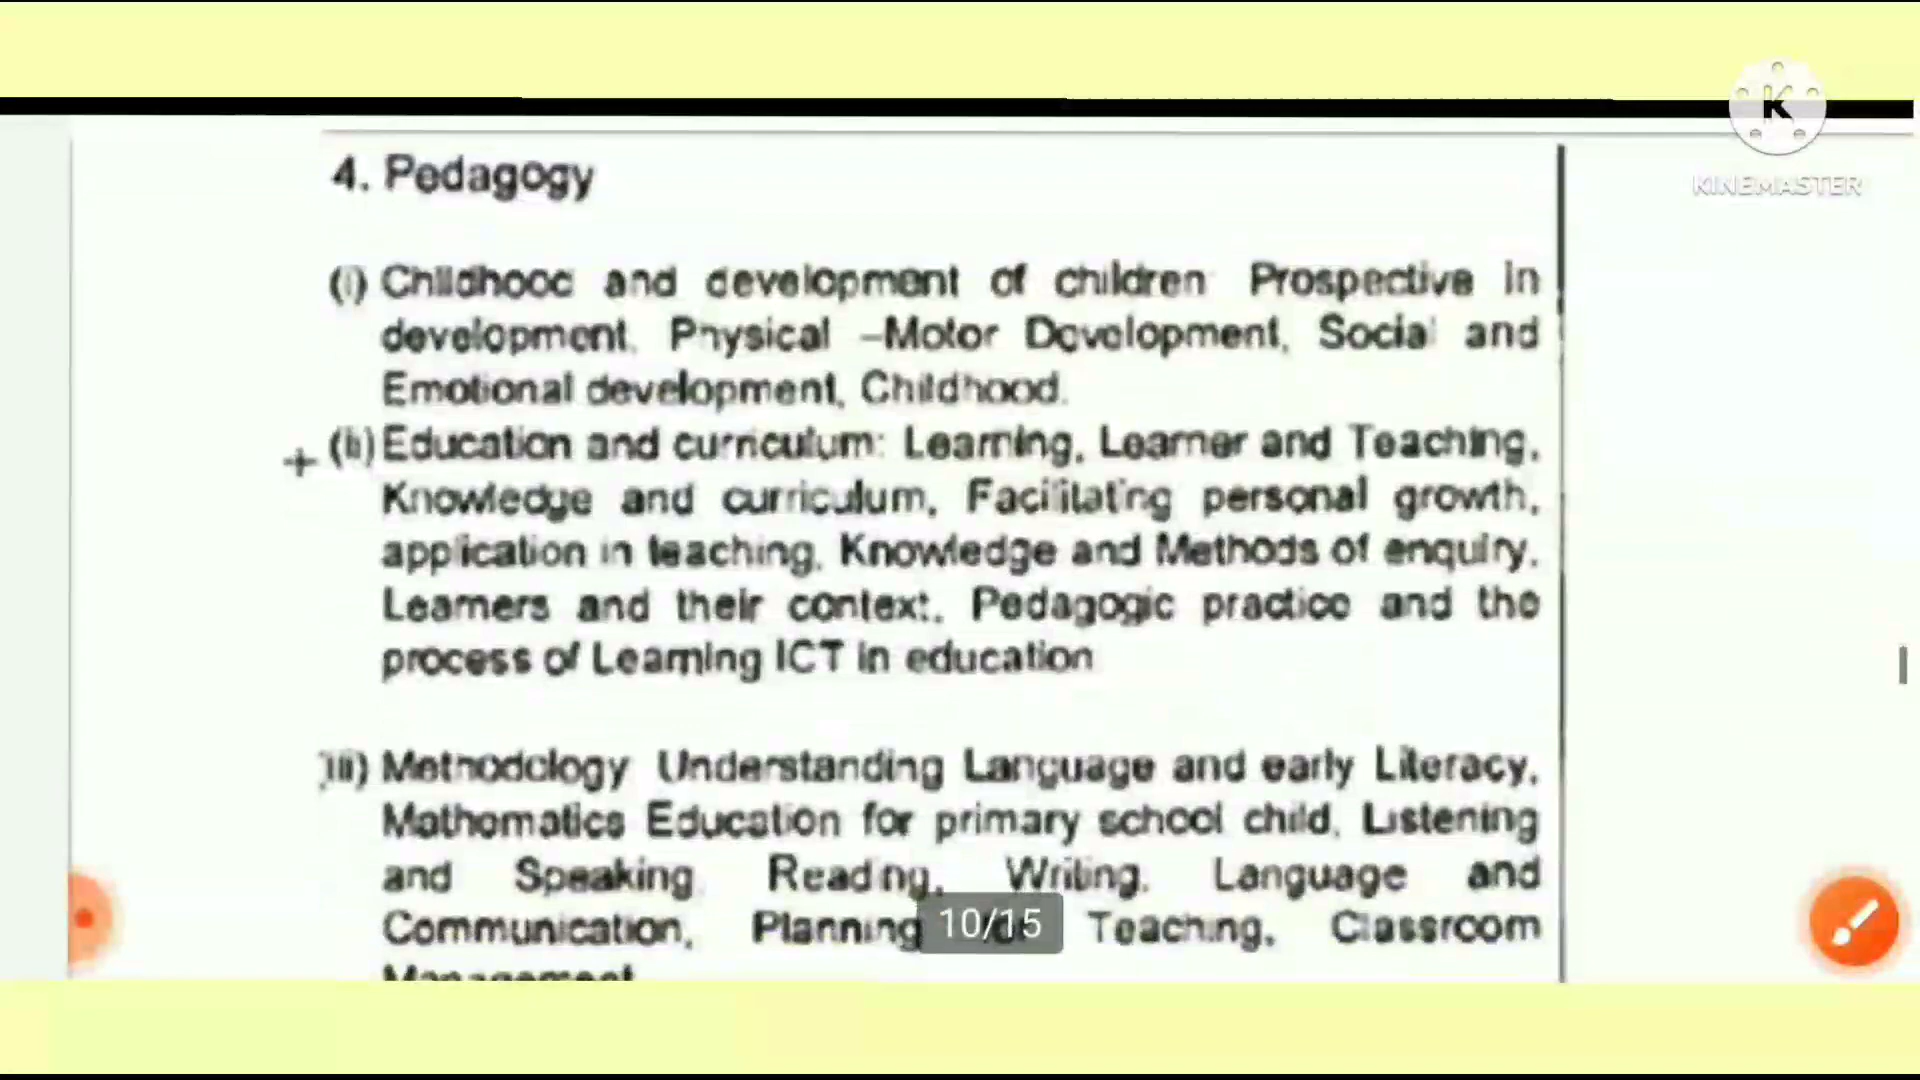 K
KINEMASTER
4. Pedagogy
(i) Childhood and development of children Prospective in
development, Physical –Motor Development, Social and
Emotional development, Childhood.
+ (ii) Education and curriculum: Learning, Learner and Teaching,
Knowledge and curriculum, Facilitating personal growth,
application in teaching, Knowledge and Methods of enquiry,
Learners and their context, Pedagogic practice and the
process of Learning ICT in education
(iii) Methodology Understanding Language and early Literacy,
Mathematics Education for primary school child, Listening
and Speaking Reading, Writing, Language and
Communication, Planning Teaching, Classroom
10/15
Management